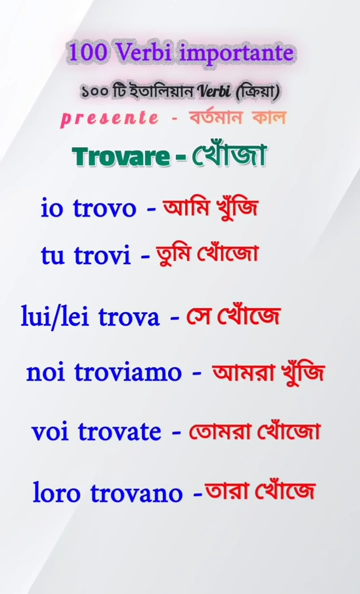 100 Verbi importante
১০০ টি ইতালিয়ান Verbi (ক্রিয়া)
presente - বর্তমান কাল
Trovare - খোঁজা
io trovo - আমি খুঁজি
tu trovi - তুমি খোঁজো
lui/lei trova - সে খোঁজে
noi troviamo - আমরা খুঁজি
voi trovate - তোমরা খোঁজো
loro trovano - তারা খোঁজে